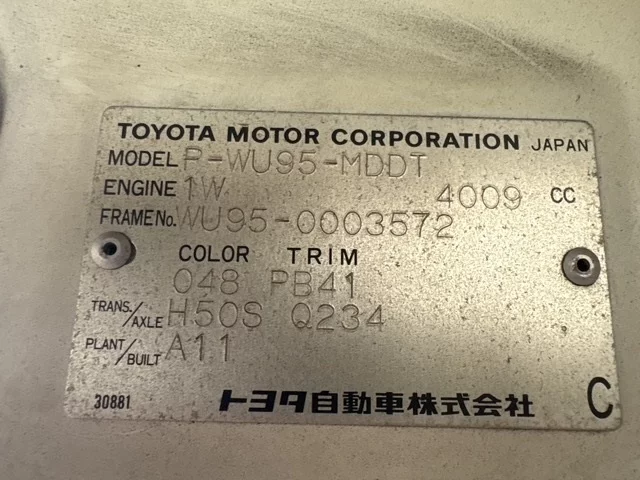 TOYOTA MOTOR CORPORATION JAPAN
MODEL P-WU95-MDDT
ENGINE 1W 4009 CC
FRAME No. WU95-0003572
COLOR TRIM
048 PB41
TRANS./AXLE H50S Q234
PLANT/BUILT A11
30881 トヨタ自動車株式会社 C